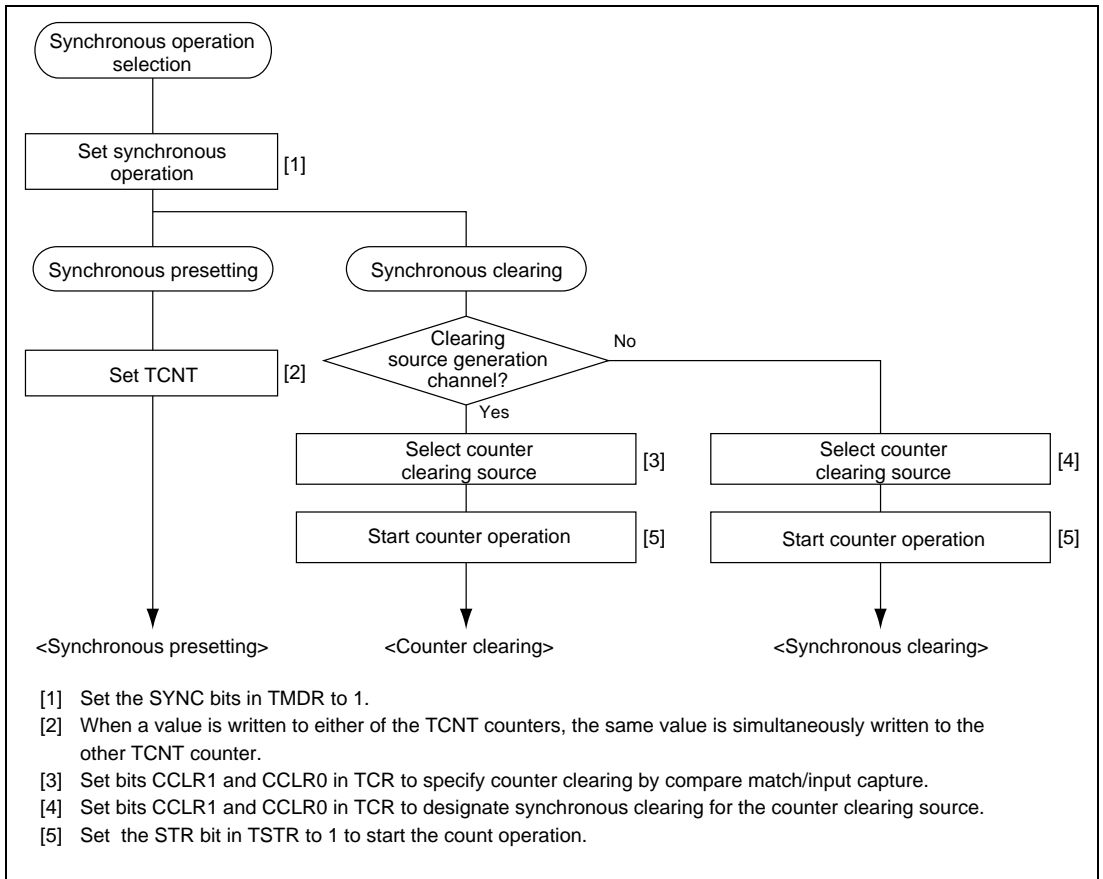 Synchronous operation
selection
Set synchronous
operation
[1]
Synchronous presetting
Synchronous clearing
Clearing
source generation
channel?
No
Yes
Set TCNT
[2]
Select counter
clearing source
[3]
Select counter
clearing source
[4]
Start counter operation
[5]
Start counter operation
[5]
<Synchronous presetting>
<Counter clearing>
<Synchronous clearing>
[1] Set the SYNC bits in TMDR to 1.
[2] When a value is written to either of the TCNT counters, the same value is simultaneously written to the
other TCNT counter.
[3] Set bits CCLR1 and CCLR0 in TCR to specify counter clearing by compare match/input capture.
[4] Set bits CCLR1 and CCLR0 in TCR to designate synchronous clearing for the counter clearing source.
[5] Set the STR bit in TSTR to 1 to start the count operation.